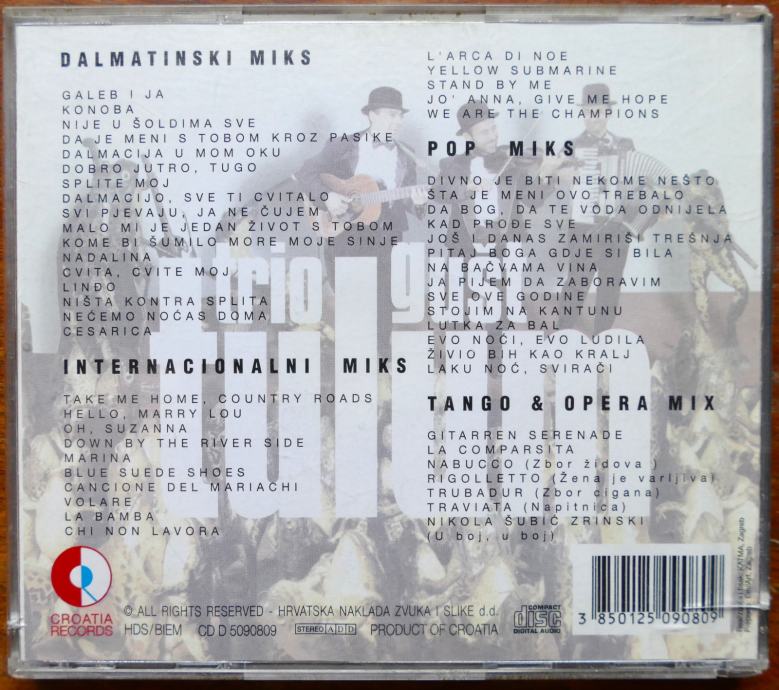 DALMATINSKI MIKS
GALEB I JA
KONOBA
NIJE U ŠOLDIMA SVE
DA JE MENI S TOBOM KROZ PASIKE
DALMACIJA U MOM OKU
DOBRO JUTRO, TUGO
SPLITE MOJ
DALMACIJO, SVE TI CVITALO
SVI PJEVAJU, JA NE ČUJEM
MALO MI JE JEDAN ŽIVOT S TOBOM
KOME BI ŠUMILO MORE MOJE SINJE
NADALINA
CVITA, CVITE MOJ
LINĐO
NIŠTA KONTRA SPLITA
NEĆEMO NOĆAS DOMA
CESARICA
INTERNACIONALNI MIKS
TAKE ME HOME, COUNTRY ROADS
HELLO, MARRY LOU
OH, SUZANNA
DOWN BY THE RIVER SIDE
MARINA
BLUE SUEDE SHOES
CANCIONE DEL MARIACHI
VOLARE
LA BAMBA
CHI NON LAVORA
L'ARCA DI NOE
YELLOW SUBMARINE
STAND BY ME
JO' ANNA, GIVE ME HOPE
WE ARE THE CHAMPIONS
POP MIKS
DIVNO JE BITI NEKOME NEŠTO
ŠTA JE MENI OVO TREBALO
DA BOG, DA TE VODA ODNIJELA
KAD PROĐE SVE
JOŠ I DANAS ZAMIRIŠI TREŠNJA
PITAJ BOGA GDJE SI BILA
NA BAČVAMA VINA
JA PIJEM DA ZABORAVIM
SVE OVE GODINE
STOJIM NA KANTUNU
LUTKA ZA BAL
EVO NOĆI, EVO LUDILA
ŽIVIO BIH KAO KRALJ
LAKU NOĆ, SVIRAČI
TANGO & OPERA MIX
GITARREN SERENADE
LA COMPARSITA
NABUCCO (Zbor židova )
RIGOLLETTO (Žena je varljiva)
TRUBADUR (Zbor cigana)
TRAVIATA (Napitnica)
NIKOLA ŠUBIĆ ZRINSKI
(U boj, u boj)
trio gušt
tulum
CROATIA
RECORDS
© ALL RIGHTS RESERVED - HRVATSKA NAKLADA ZVUKA I SLIKE d.d.
HDS/BIEM CD D 5090809 STEREO ADD PRODUCT OF CROATIA
COMPACT
disc
DIGITAL AUDIO
3 850125 090809